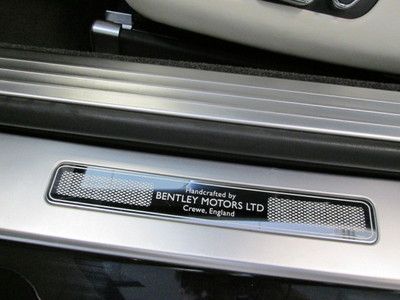 Handcrafted by
BENTLEY MOTORS LTD
Crewe, England